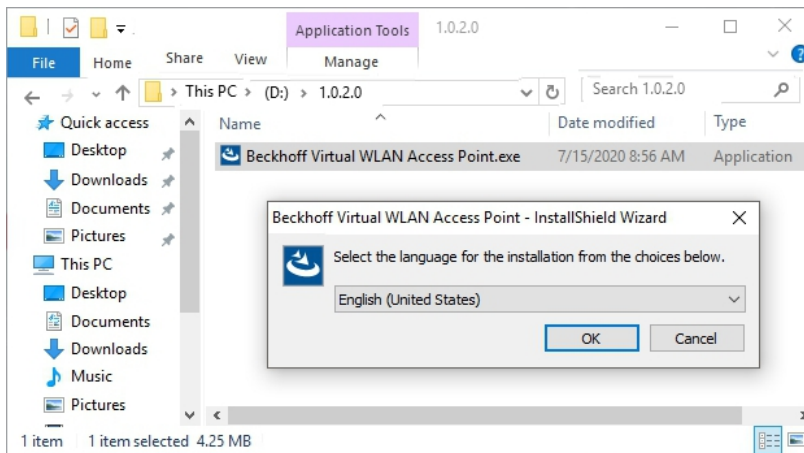 Application Tools 1.0.2.0
File Home Share View Manage
This PC > (D:) > 1.0.2.0 Search 1.0.2.0
Quick access Name Date modified Type
Desktop Beckhoff Virtual WLAN Access Point.exe 7/15/2020 8:56 AM Application
Downloads
Documents
Pictures
This PC
Desktop
Documents
Downloads
Music
Pictures
Beckhoff Virtual WLAN Access Point - InstallShield Wizard
Select the language for the installation from the choices below.
English (United States)
OK Cancel
1 item 1 item selected 4.25 MB